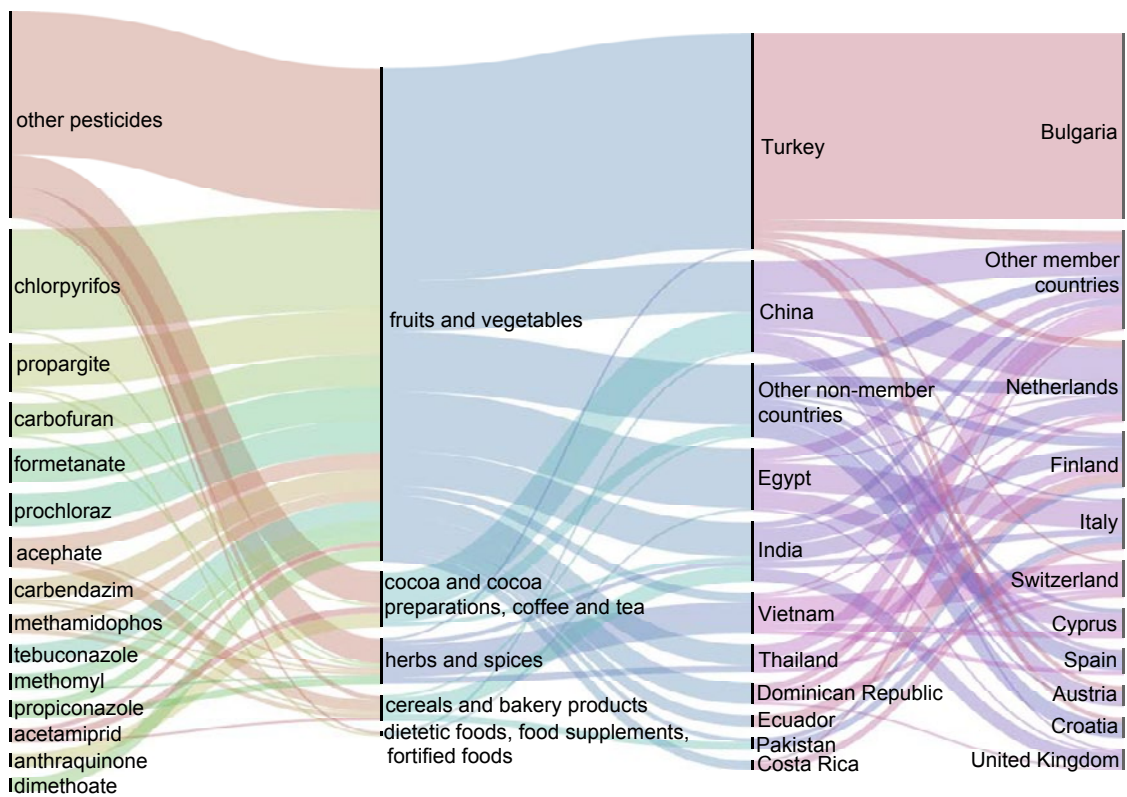 other pesticides
chlorpyrifos
propargite
carbofuran
formetanate
prochloraz
acephate
carbendazim
methamidophos
tebuconazole
methomyl
propiconazole
acetamiprid
anthraquinone
dimethoate
fruits and vegetables
cocoa and cocoa
preparations, coffee and tea
herbs and spices
cereals and bakery products
dietetic foods, food supplements,
fortified foods
Turkey
China
Other non-member
countries
Egypt
India
Vietnam
Thailand
Dominican Republic
Ecuador
Pakistan
Costa Rica
Bulgaria
Other member
countries
Netherlands
Finland
Italy
Switzerland
Cyprus
Spain
Austria
Croatia
United Kingdom